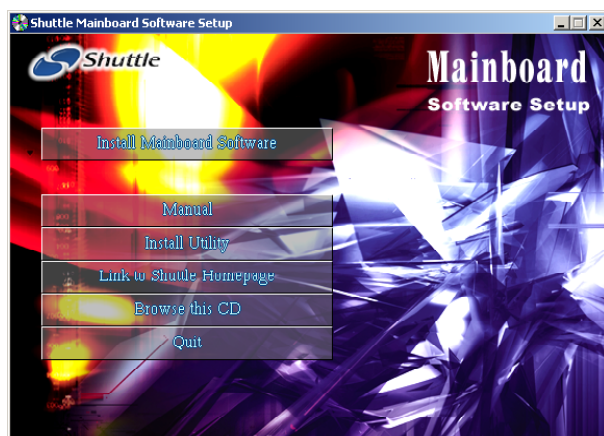 Shuttle Mainboard Software Setup
Shuttle
Mainboard
Software Setup
Install Mainboard Software
Manual
Install Utility
Link to Shuttle Homepage
Browse this CD
Quit